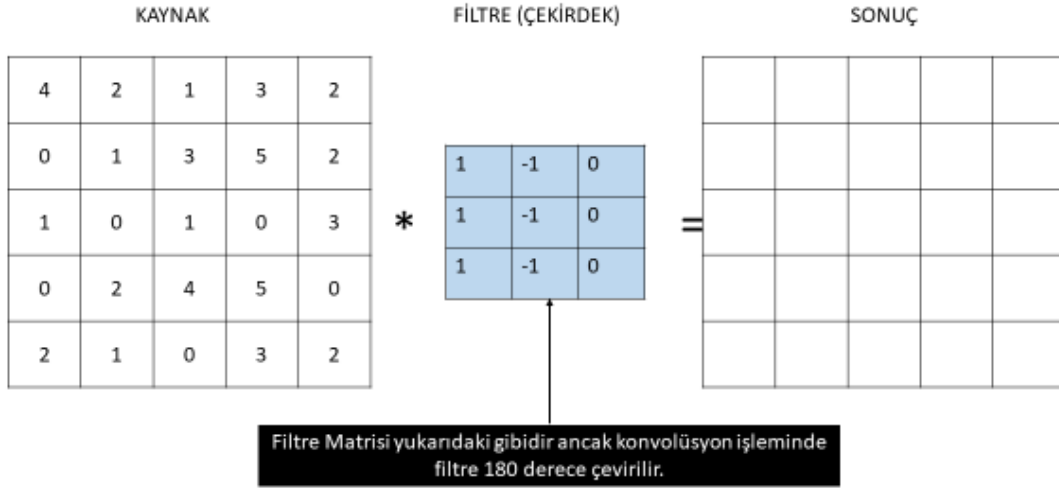 KAYNAK FİLTRE (ÇEKİRDEK) SONUÇ
4 2 1 3 2
0 1 3 5 2
1 -1 0
1 0 1 0 3 * 1 -1 0 =
1 -1 0
0 2 4 5 0
2 1 0 3 2
Filtre Matrisi yukarıdaki gibidir ancak konvolüsyon işleminde
filtre 180 derece çevirilir.